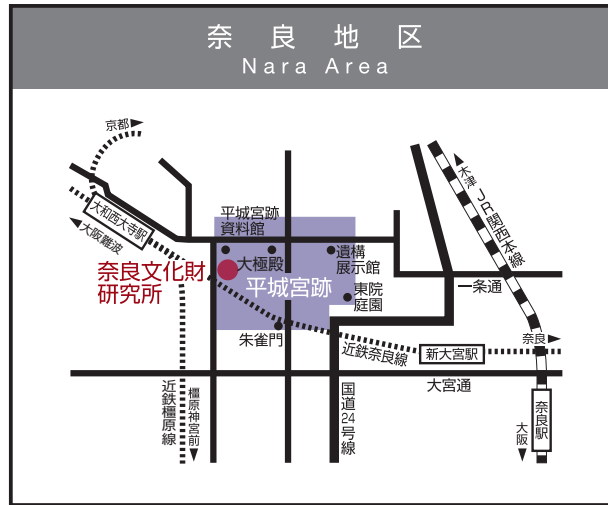 奈良地区
Nara Area
京都
木津
JR関西本線
大和西大寺駅
大阪難波
平城宮跡
資料館
大極殿
遺構
展示館
奈良文化財
研究所
平城宮跡
東院
庭園
一条通
朱雀門
近鉄奈良線
新大宮駅
奈良
大宮通
近鉄橿原線
橿原神宮前
国道24号線
奈良駅
大阪